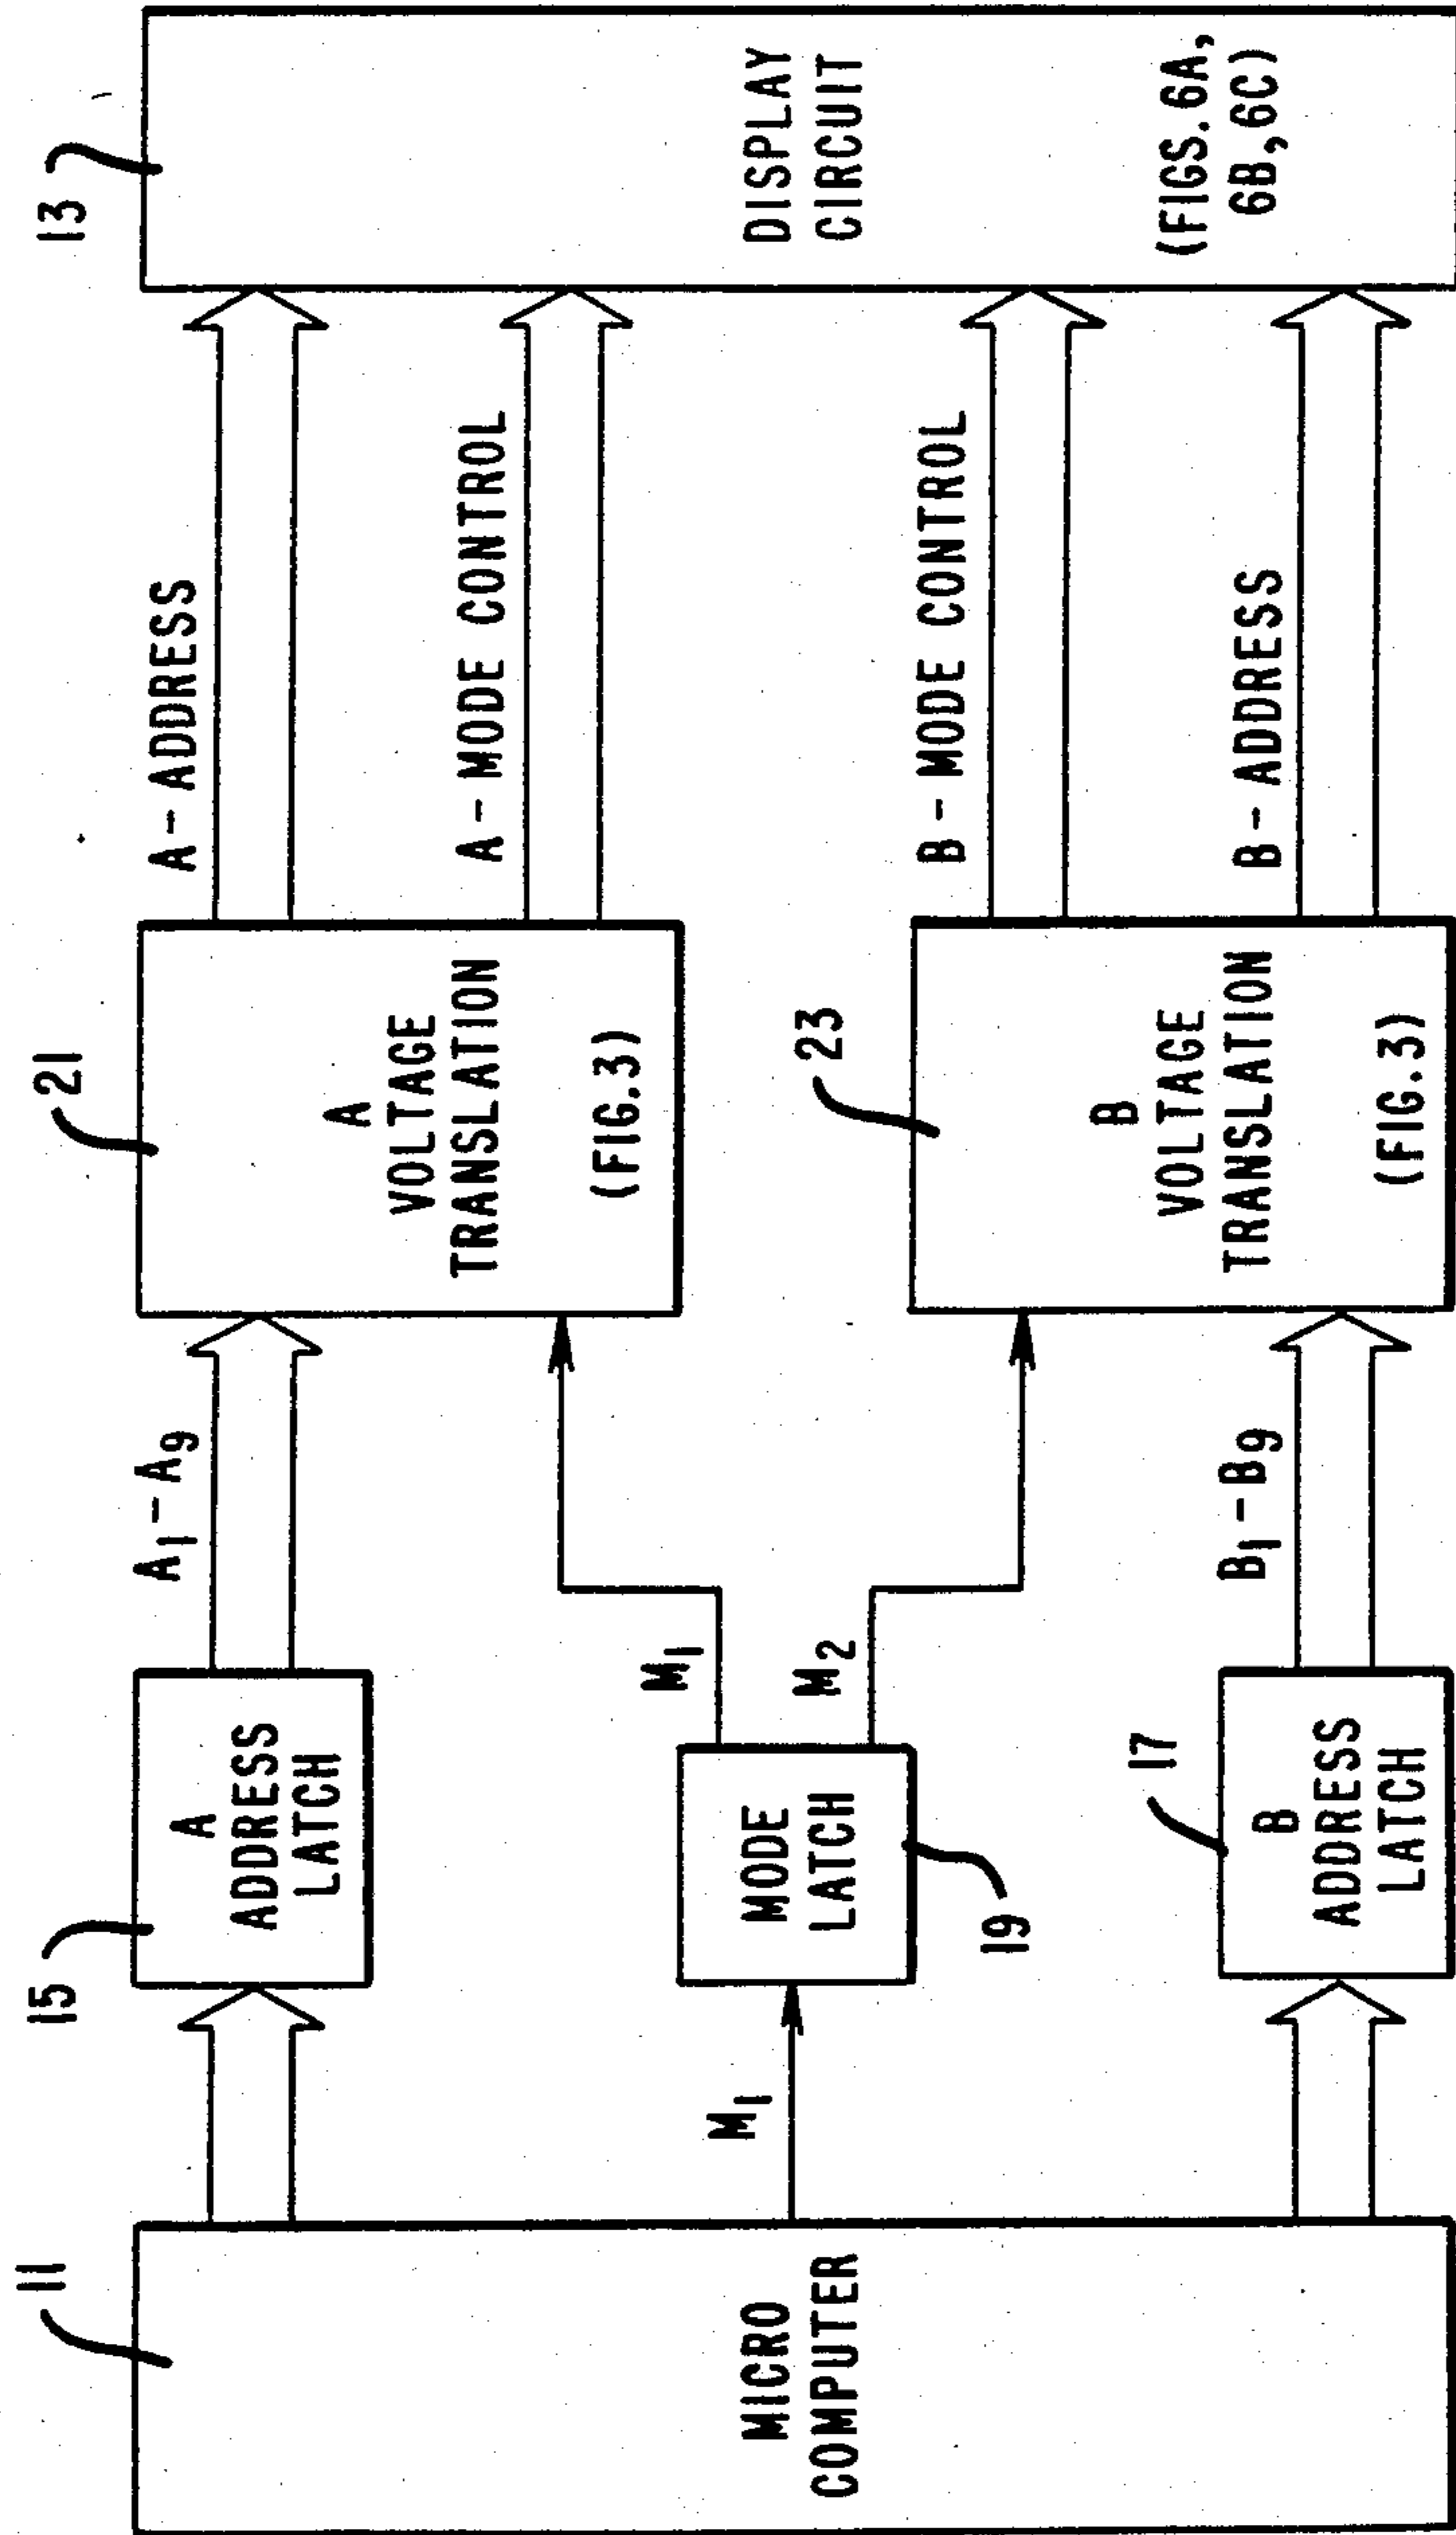 11
MICRO
COMPUTER
M1
15
A
ADDRESS
LATCH
A1-A9
MODE
LATCH
19
M1
M2
17
B
ADDRESS
LATCH
B1-B9
21
A
VOLTAGE
TRANSLATION
(FIG.3)
23
B
VOLTAGE
TRANSLATION
(FIG.3)
A-ADDRESS
A-MODE CONTROL
B-MODE CONTROL
B-ADDRESS
13
DISPLAY
CIRCUIT
(FIGS.6A,
6B,6C)